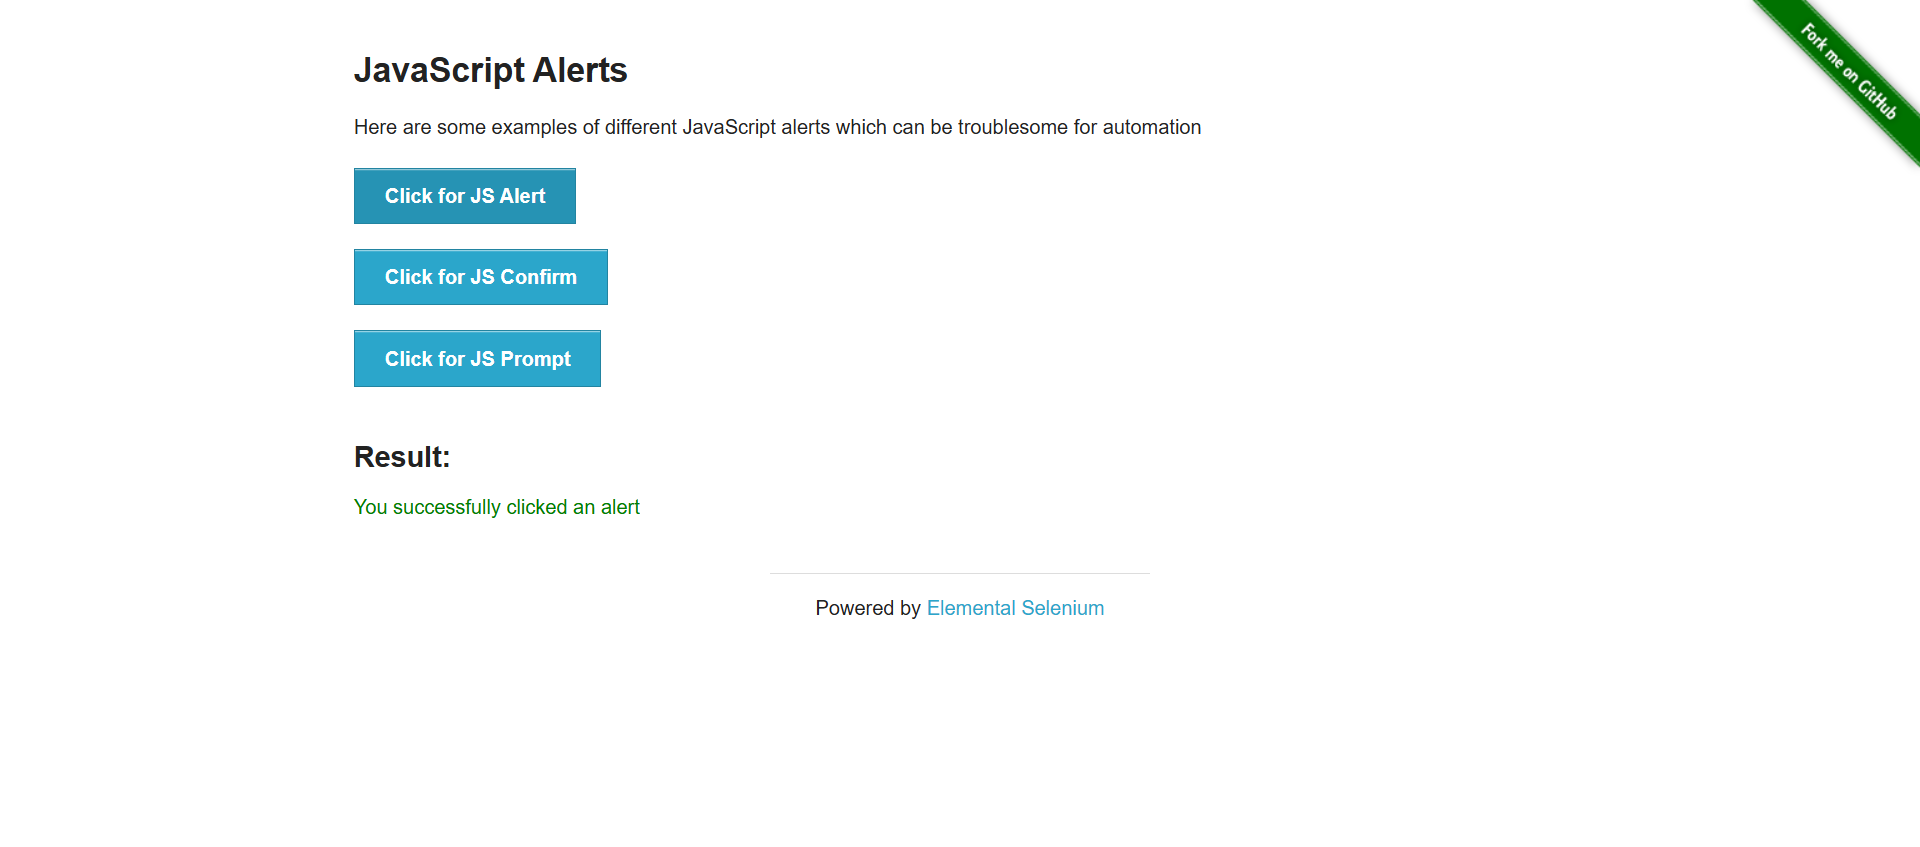 Fork me on GitHub
JavaScript Alerts
Here are some examples of different JavaScript alerts which can be troublesome for automation
Click for JS Alert
Click for JS Confirm
Click for JS Prompt
Result:
You successfully clicked an alert
Powered by Elemental Selenium